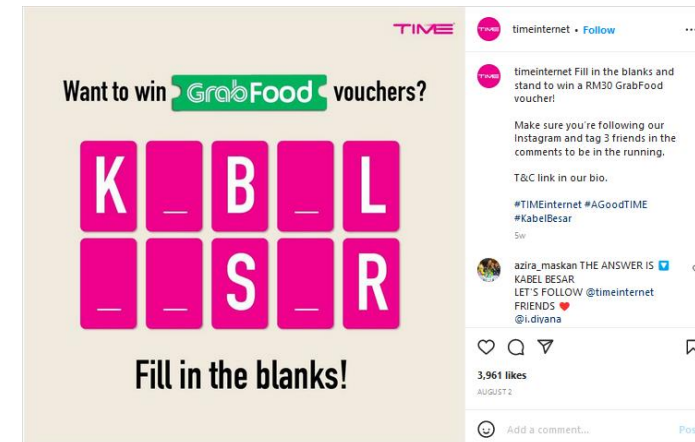 TIME
Want to win GrabFood vouchers?
K _ B _ L
_ _ S _ R
Fill in the blanks!
TIME
timeinternet • Follow
TIME
timeinternet Fill in the blanks and
stand to win a RM30 GrabFood
voucher!
Make sure you're following our
Instagram and tag 3 friends in the
comments to be in the running.
T&C link in our bio.
#TIMEinternet #AGoodTIME
#KabelBesar
5w
azira_maskan THE ANSWER IS
KABEL BESAR
LET'S FOLLOW @timeinternet
FRIENDS
@i.diyana
3,961 likes
AUGUST 2
Add a comment...
Pos